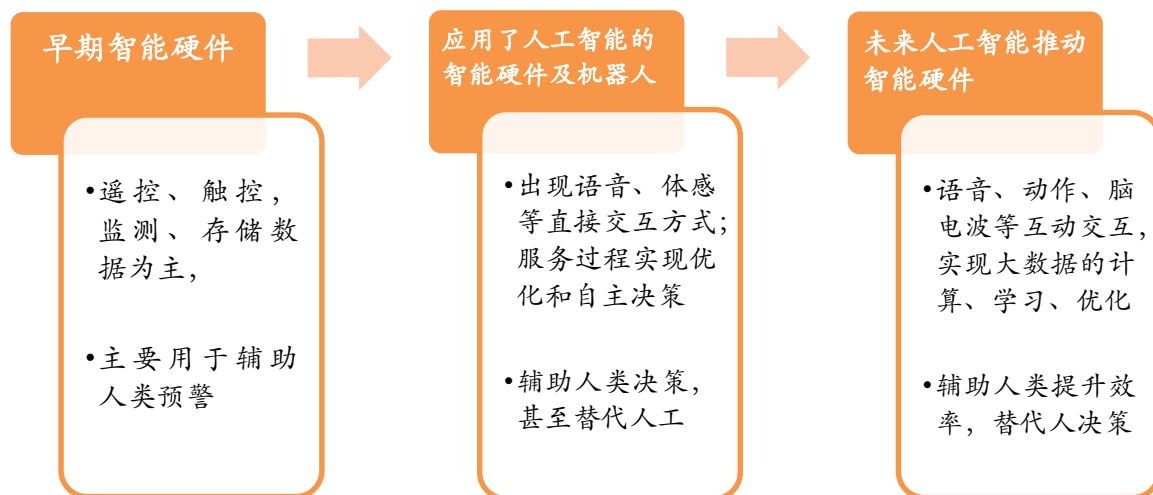 早期智能硬件
•遥控、触控，
监测、存储数
据为主，
•主要用于辅助
人类预警
应用了人工智能的
智能硬件及机器人
•出现语音、体感
等直接交互方式；
服务过程实现优
化和自主决策
•辅助人类决策，
甚至替代人工
未来人工智能推动
智能硬件
•语音、动作、脑
电波等互动交互，
实现大数据的计
算、学习、优化
•辅助人类提升效
率，替代人决策